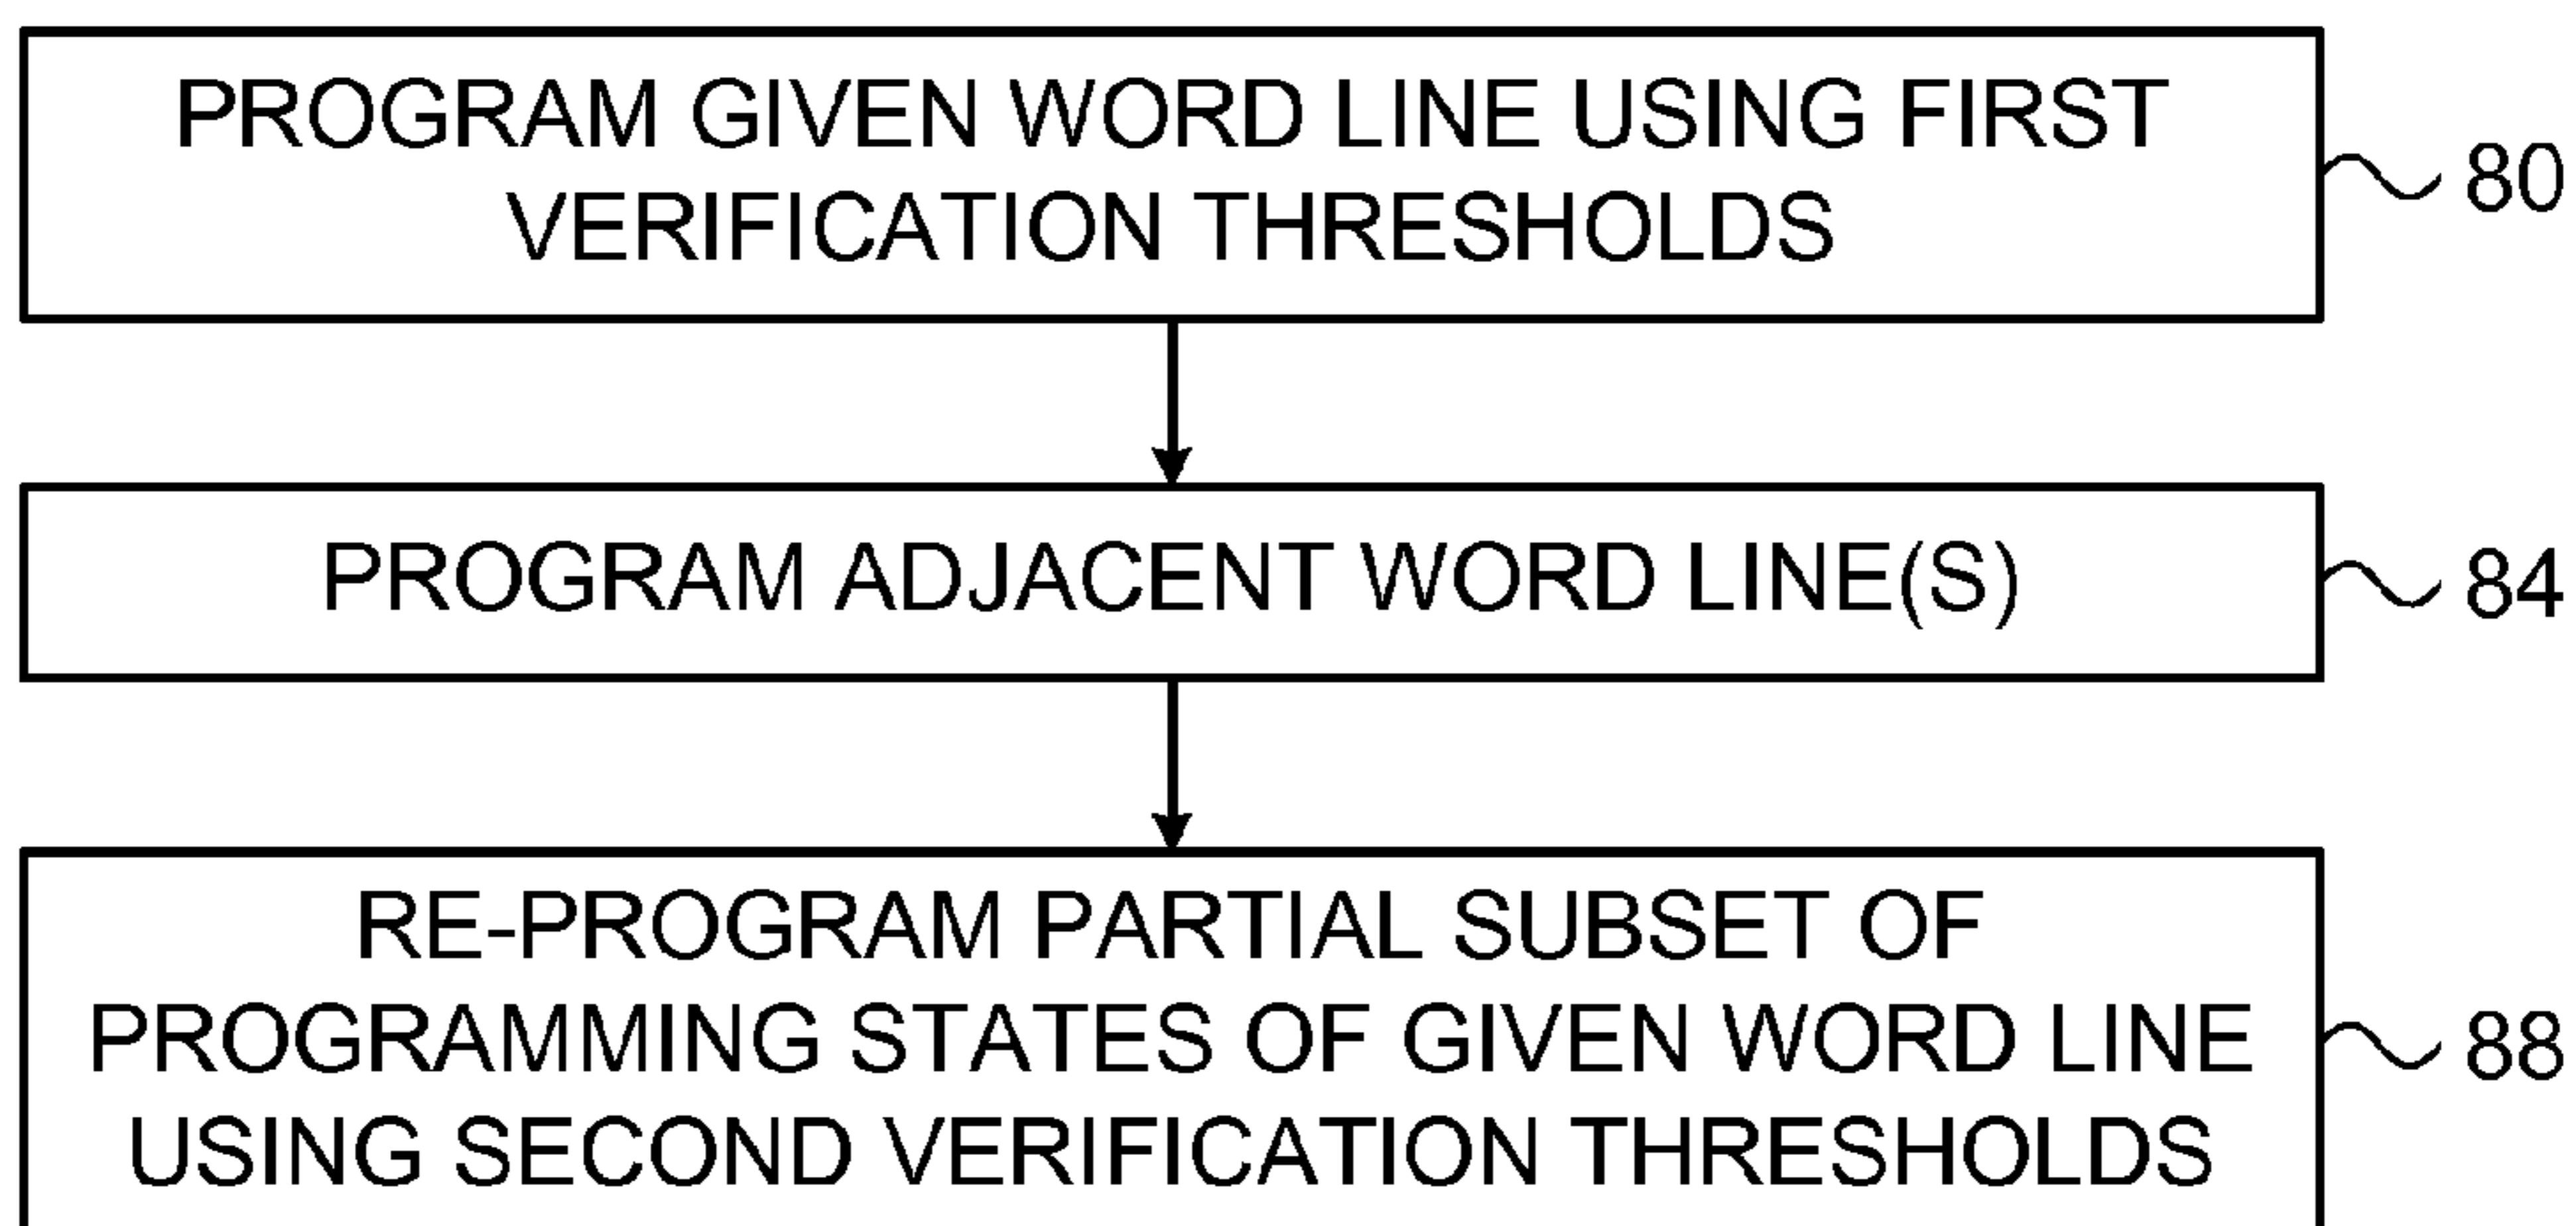 PROGRAM GIVEN WORD LINE USING FIRST
VERIFICATION THRESHOLDS
80
PROGRAM ADJACENT WORD LINE(S)
84
RE-PROGRAM PARTIAL SUBSET OF
PROGRAMMING STATES OF GIVEN WORD LINE
USING SECOND VERIFICATION THRESHOLDS
88